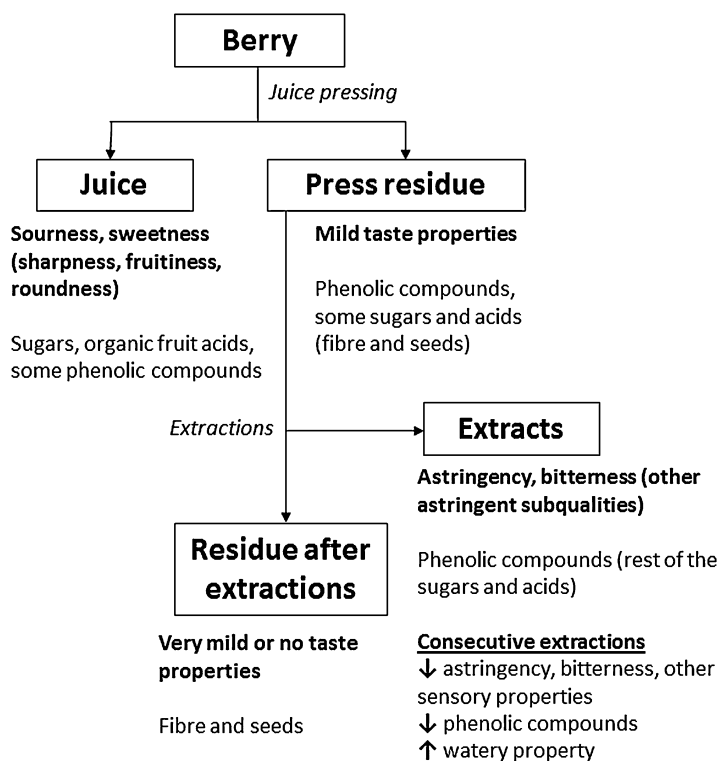 Berry
Juice pressing
Juice
Sourness, sweetness
(sharpness, fruitiness,
roundness)
Sugars, organic fruit acids,
some phenolic compounds
Press residue
Mild taste properties
Phenolic compounds,
some sugars and acids
(fibre and seeds)
Extractions
Extracts
Astringency, bitterness (other
astringent subqualities)
Phenolic compounds (rest of the
sugars and acids)
Consecutive extractions
↓ astringency, bitterness, other
sensory properties
↓ phenolic compounds
↑ watery property
Residue after
extractions
Very mild or no taste
properties
Fibre and seeds